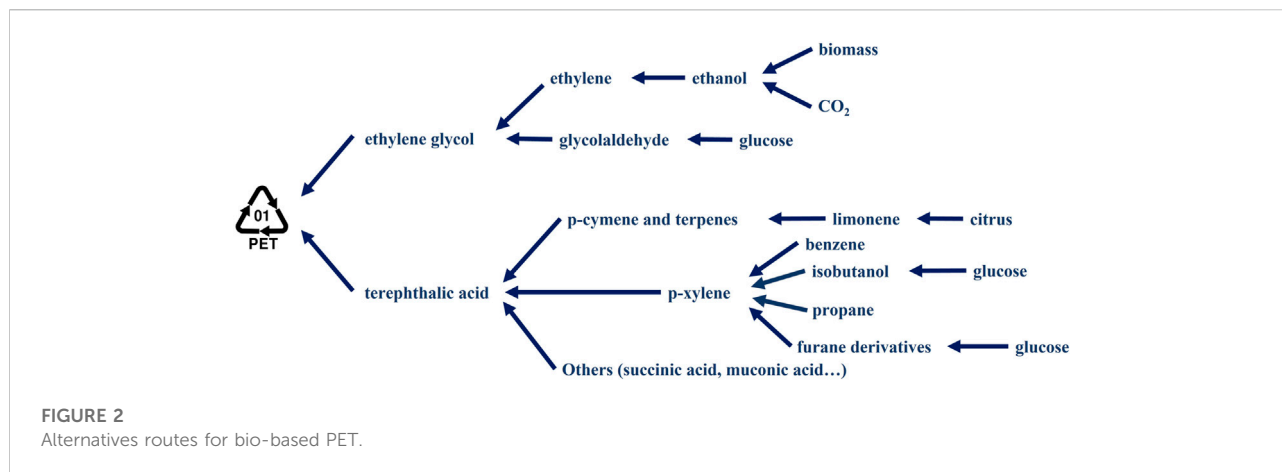 biomass
ethylene
ethanol
CO₂
ethylene glycol
glycolaldehyde
glucose
01
PET
p-cymene and terpenes
limonene
citrus
benzene
isobutanol
glucose
terephthalic acid
p-xylene
propane
furane derivatives
glucose
Others (succinic acid, muconic acid…)
FIGURE 2
Alternatives routes for bio-based PET.